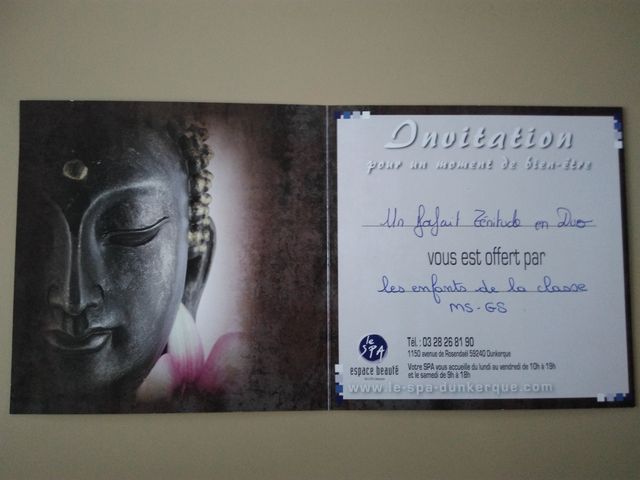 Invitation
pour un moment de bien-être
Un forfait Zénitude en Duo
vous est offert par
les enfants de la classe
MS-GS
le SPA
espace beauté
Tél. : 03 28 26 81 90
1150 avenue de Rosendaël 59240 Dunkerque
Votre SPA vous accueille du lundi au vendredi de 10h à 19h
et le samedi de 9h à 18h
www.le-spa-dunkerque.com